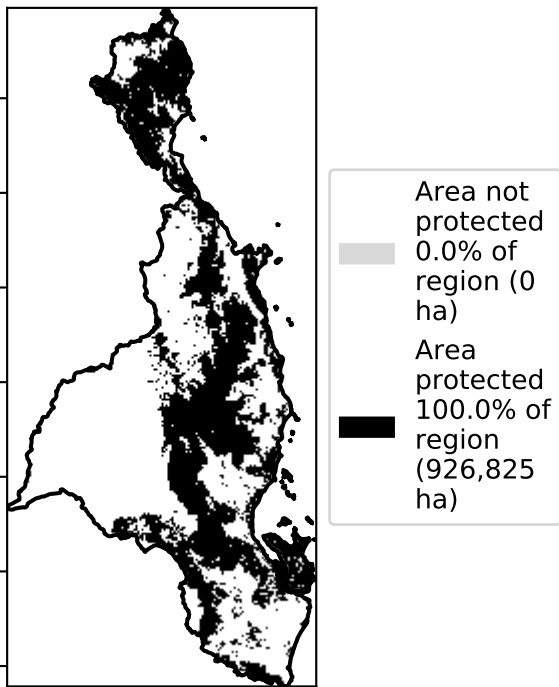 Area not
protected
0.0% of
region (0
ha)
Area
protected
100.0% of
region
(926,825
ha)